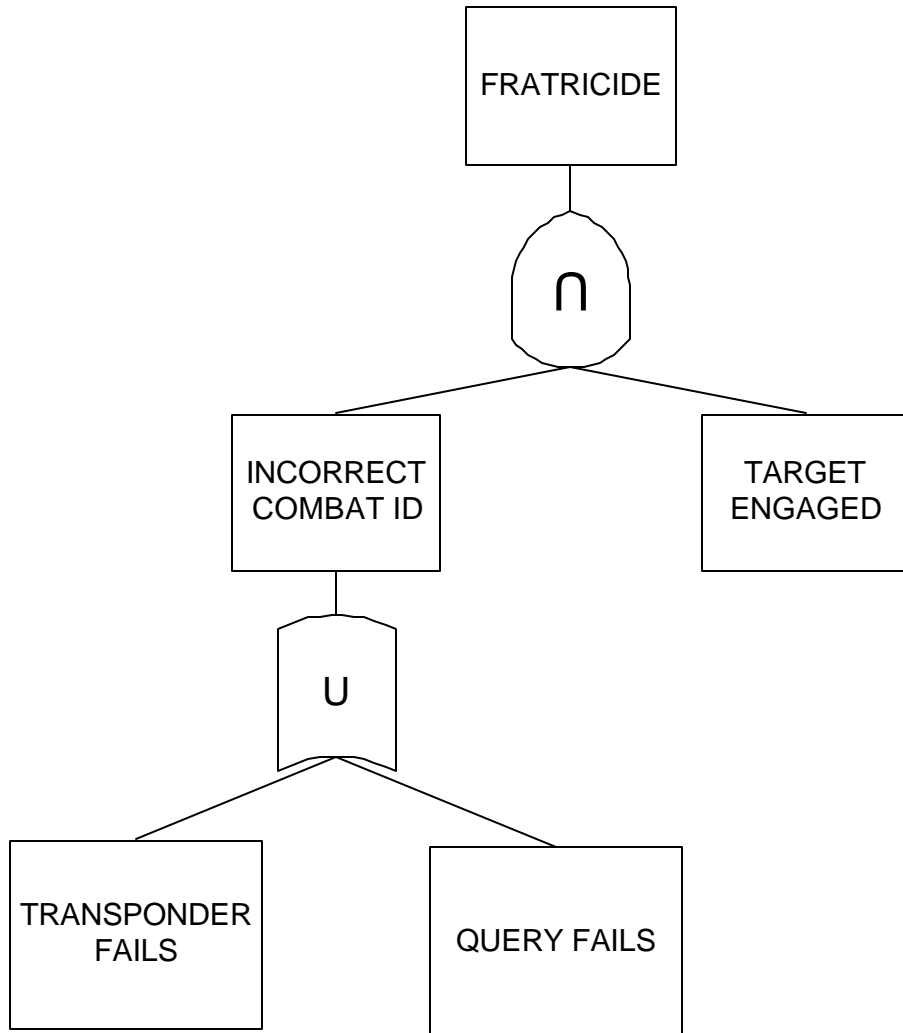 FRATRICIDE
∩
INCORRECT
COMBAT ID
TARGET
ENGAGED
∪
TRANSPONDER
FAILS
QUERY FAILS